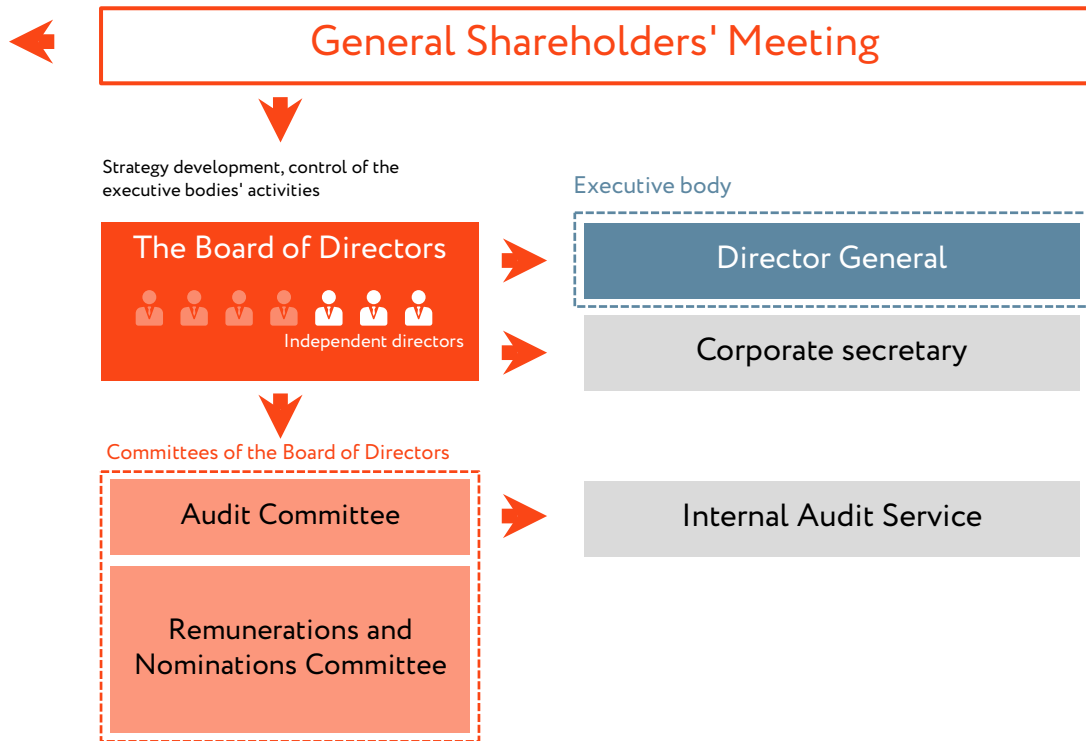 General Shareholders' Meeting
Strategy development, control of the
executive bodies' activities
Executive body
The Board of Directors
Independent directors
Director General
Corporate secretary
Committees of the Board of Directors
Audit Committee
Internal Audit Service
Remunerations and
Nominations Committee